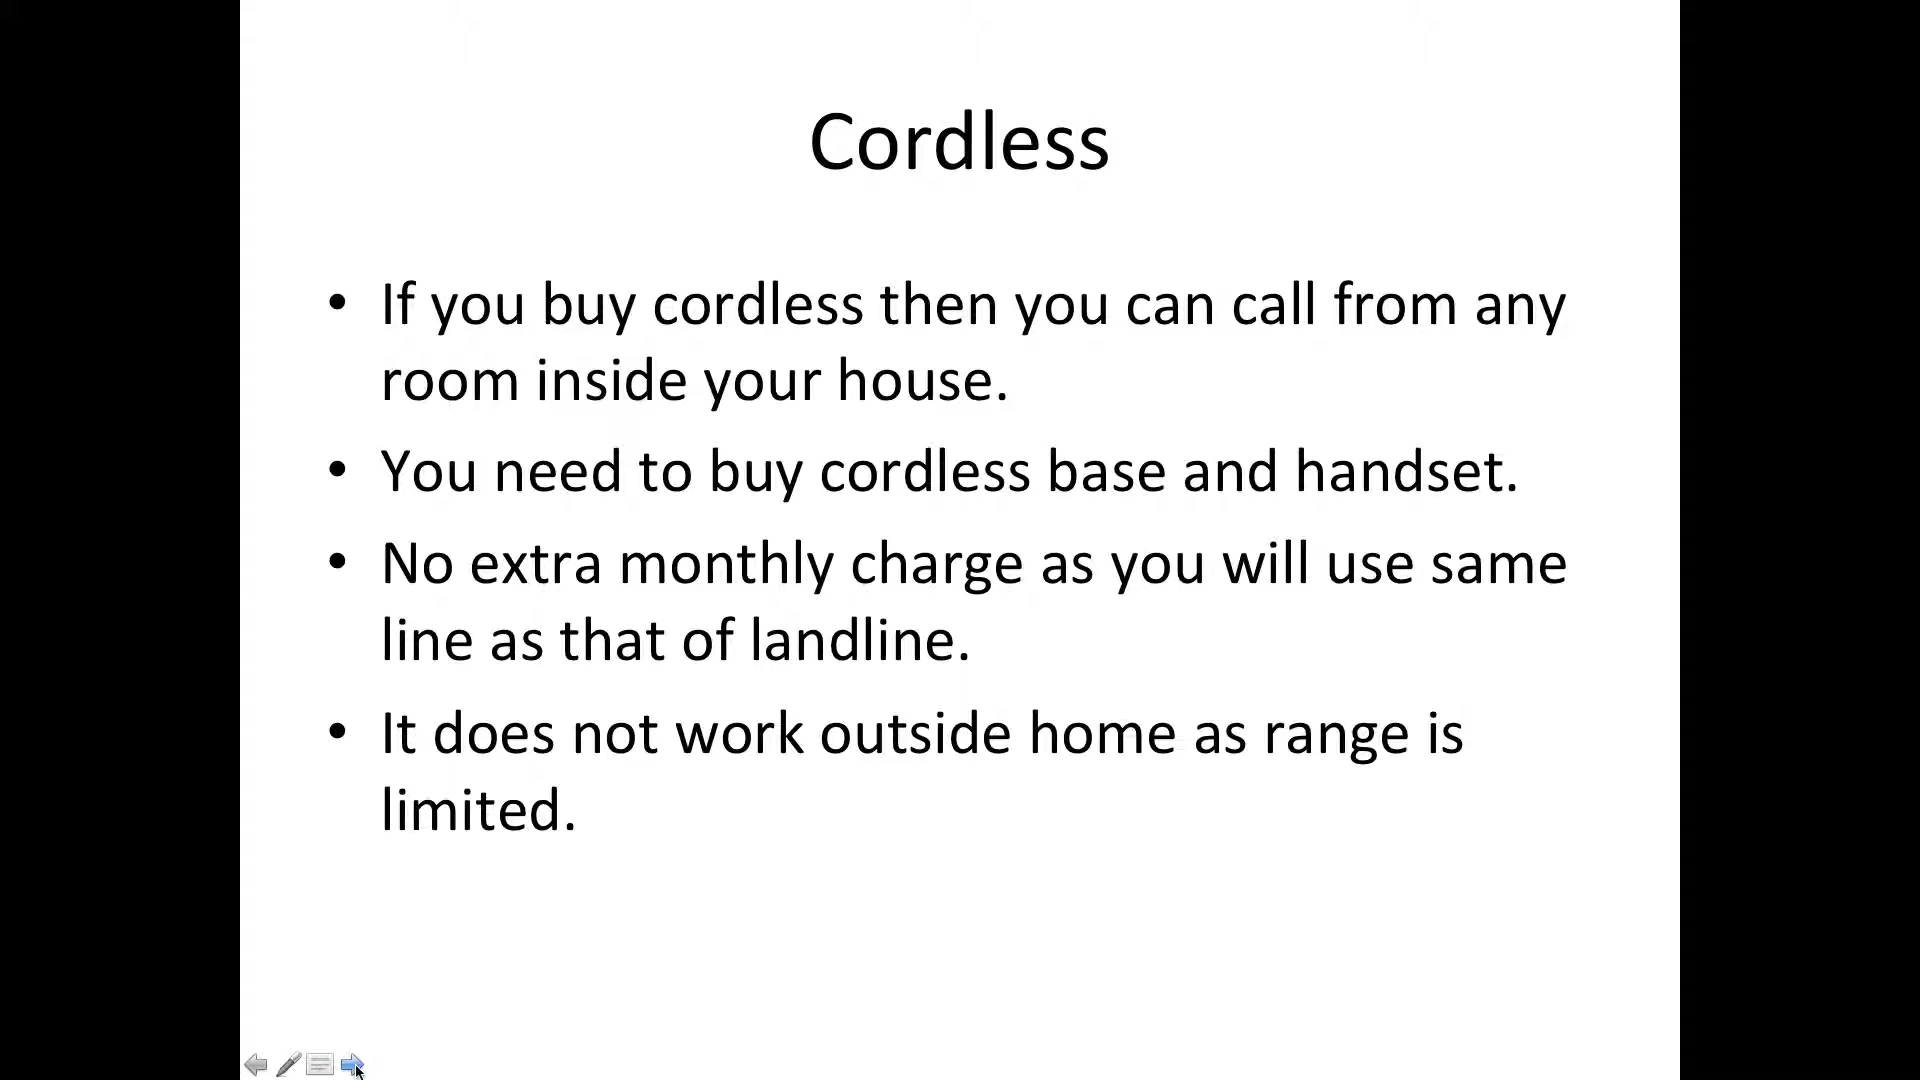 Cordless
• If you buy cordless then you can call from any
room inside your house.
• You need to buy cordless base and handset.
• No extra monthly charge as you will use same
line as that of landline.
• It does not work outside home as range is
limited.